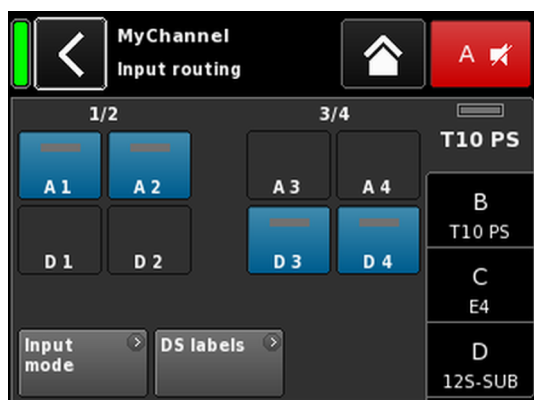 MyChannel
Input routing
A
1/2
3/4
T10 PS
A 1
A 2
A 3
A 4
B
T10 PS
D 1
D 2
D 3
D 4
C
E4
Input mode
DS labels
D
12S-SUB